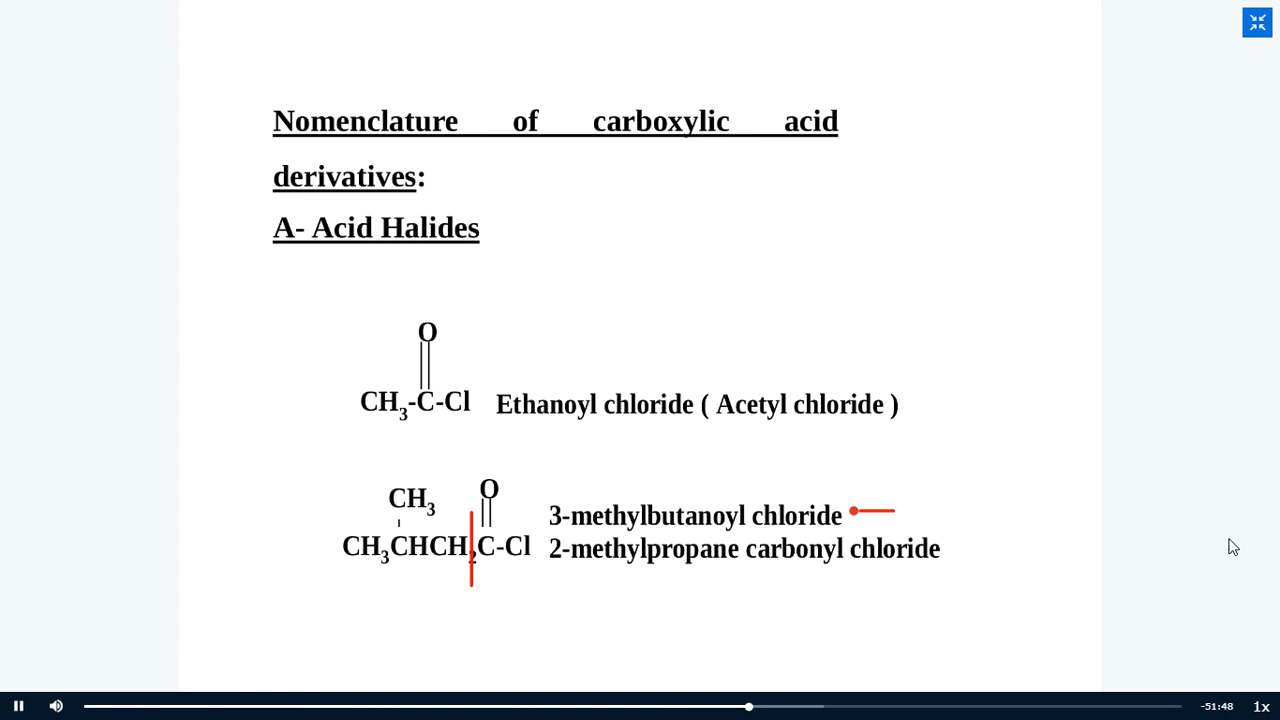 Nomenclature of carboxylic acid
derivatives:
A- Acid Halides
O
CH3-C-Cl Ethanoyl chloride ( Acetyl chloride )
CH3 O
3-methylbutanoyl chloride
CH3CHCH2C-Cl 2-methylpropane carbonyl chloride
-51:48 1x